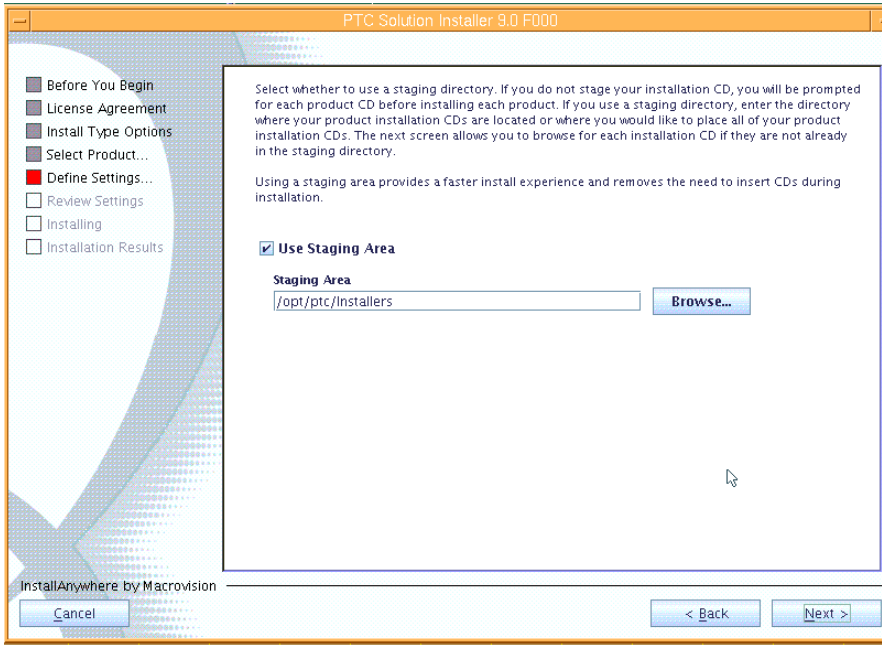 PTC Solution Installer 9.0 F000
Before You Begin
License Agreement
Install Type Options
Select Product...
Define Settings...
Review Settings
Installing
Installation Results
Select whether to use a staging directory. If you do not stage your installation CD, you will be prompted
for each product CD before installing each product. If you use a staging directory, enter the directory
where your product installation CDs are located or where you would like to place all of your product
installation CDs. The next screen allows you to browse for each installation CD if they are not already
in the staging directory.
Using a staging area provides a faster install experience and removes the need to insert CDs during
installation.
Use Staging Area
Staging Area
/opt/ptc/Installers
Browse...
InstallAnywhere by Macrovision
Cancel
< Back
Next >